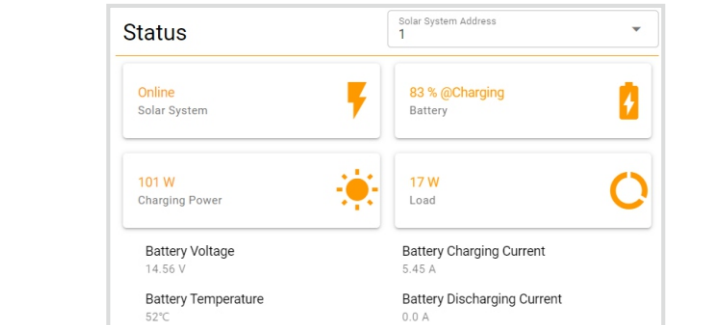 Status
Solar System Address
1
Online
Solar System
83 % @Charging
Battery
101 W
Charging Power
17 W
Load
Battery Voltage
14.56 V
Battery Charging Current
5.45 A
Battery Temperature
52℃
Battery Discharging Current
0.0 A